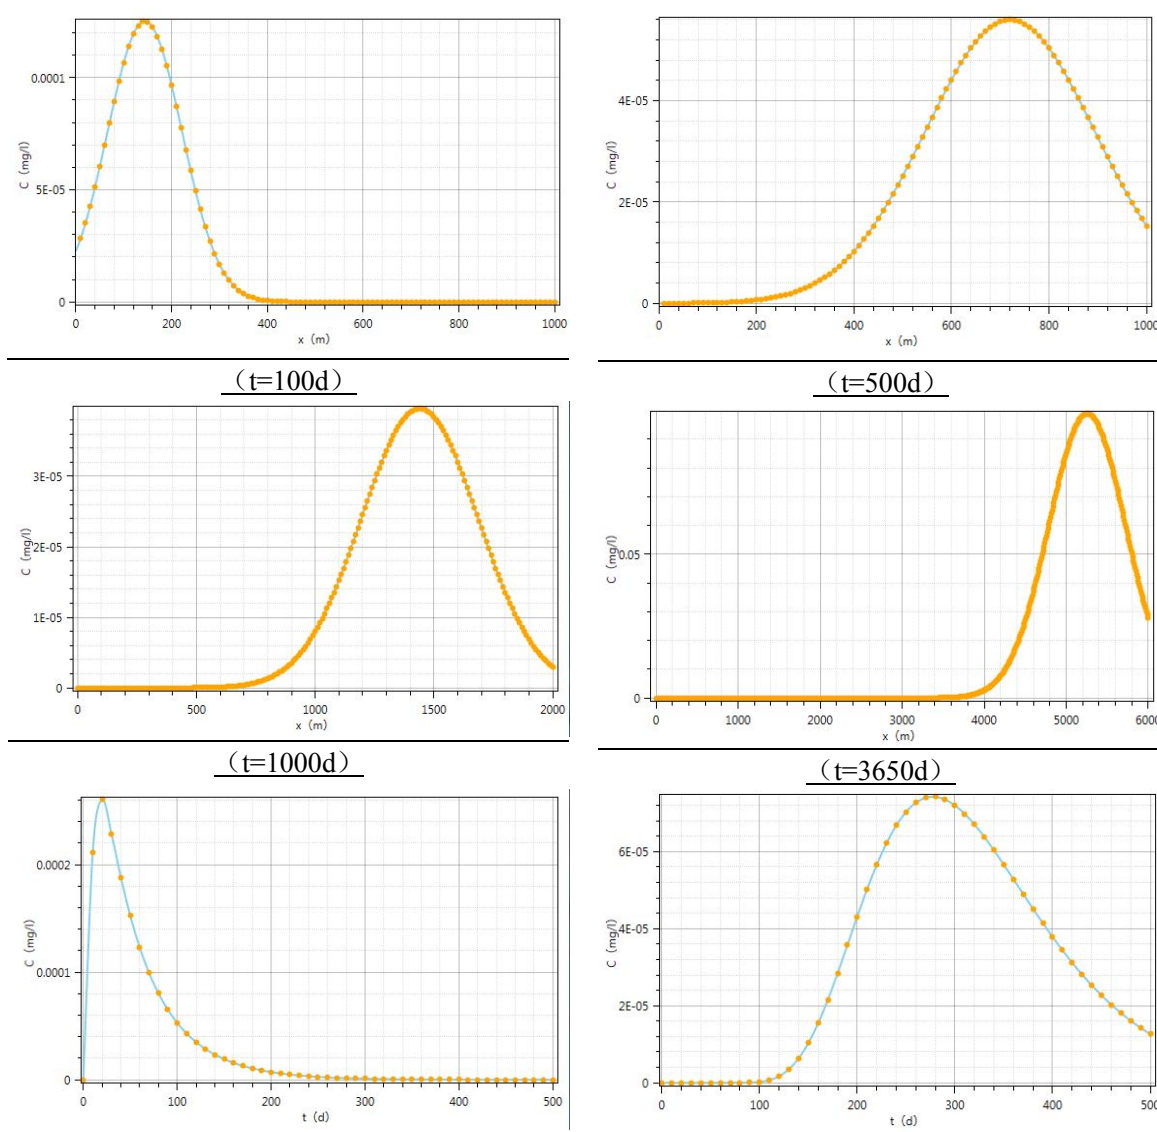 0.0001
5E-05
0
C (mg/l)
0 200 400 600 800 1000
x (m)
4E-05
2E-05
0
C (mg/l)
0 200 400 600 800 1000
x (m)
（t=100d）
（t=500d）
3E-05
2E-05
1E-05
0
C (mg/l)
0 500 1000 1500 2000
x (m)
0.05
0
C (mg/l)
0 1000 2000 3000 4000 5000 6000
x (m)
（t=1000d）
（t=3650d）
0.0002
0.0001
0
C (mg/l)
0 100 200 300 400 500
t (d)
6E-05
4E-05
2E-05
0
C (mg/l)
0 100 200 300 400 500
t (d)